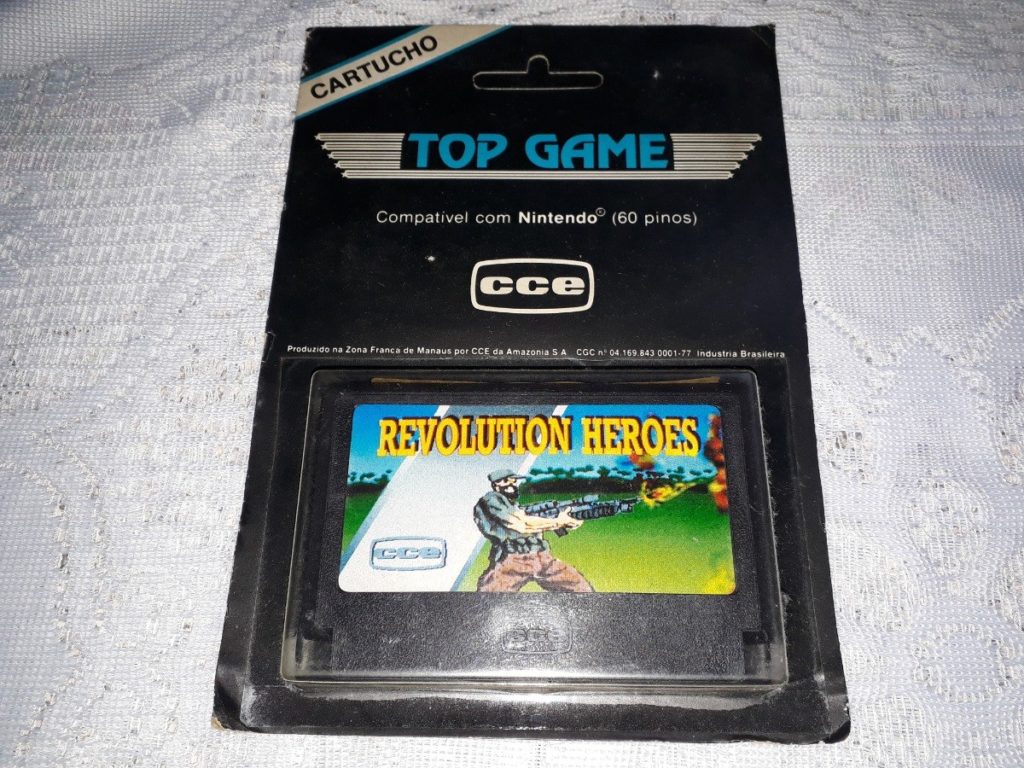 CARTUCHO
TOP GAME
Compatível com Nintendo© (60 pinos)
cce
Produzido na Zona Franca de Manaus por CCE da Amazonia S A CGC nº 04.169.843 0001-77 Industria Brasileira
REVOLUTION HEROES
cce
cce